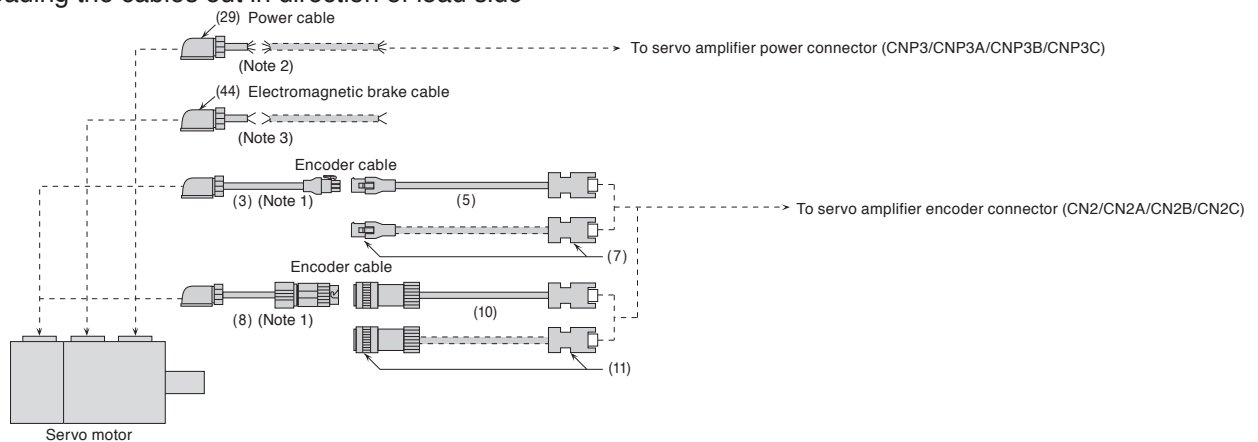 ading the cables out in direction of load side
(29) Power cable
To servo amplifier power connector (CNP3/CNP3A/CNP3B/CNP3C)
(Note 2)
(44) Electromagnetic brake cable
(Note 3)
Encoder cable
(3) (Note 1)
(5)
To servo amplifier encoder connector (CN2/CN2A/CN2B/CN2C)
(7)
Encoder cable
(8) (Note 1)
(10)
(11)
Servo motor